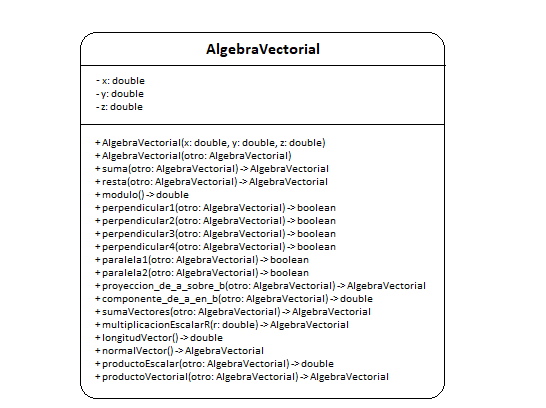 AlgebraVectorial
- x: double
- y: double
- z: double
+ AlgebraVectorial(x: double, y: double, z: double)
+ AlgebraVectorial(otro: AlgebraVectorial)
+ suma(otro: AlgebraVectorial) -> AlgebraVectorial
+ resta(otro: AlgebraVectorial) -> AlgebraVectorial
+ modulo() -> double
+ perpendicular1(otro: AlgebraVectorial) -> boolean
+ perpendicular2(otro: AlgebraVectorial) -> boolean
+ perpendicular3(otro: AlgebraVectorial) -> boolean
+ perpendicular4(otro: AlgebraVectorial) -> boolean
+ paralela1(otro: AlgebraVectorial) -> boolean
+ paralela2(otro: AlgebraVectorial) -> boolean
+ proyeccion_de_a_sobre_b(otro: AlgebraVectorial) -> AlgebraVectorial
+ componente_de_a_en_b(otro: AlgebraVectorial) -> double
+ sumaVectores(otro: AlgebraVectorial) -> AlgebraVectorial
+ multiplicacionEscalarR(r: double) -> AlgebraVectorial
+ longitudVector() -> double
+ normalVector() -> AlgebraVectorial
+ productoEscalar(otro: AlgebraVectorial) -> double
+ productoVectorial(otro: AlgebraVectorial) -> AlgebraVectorial